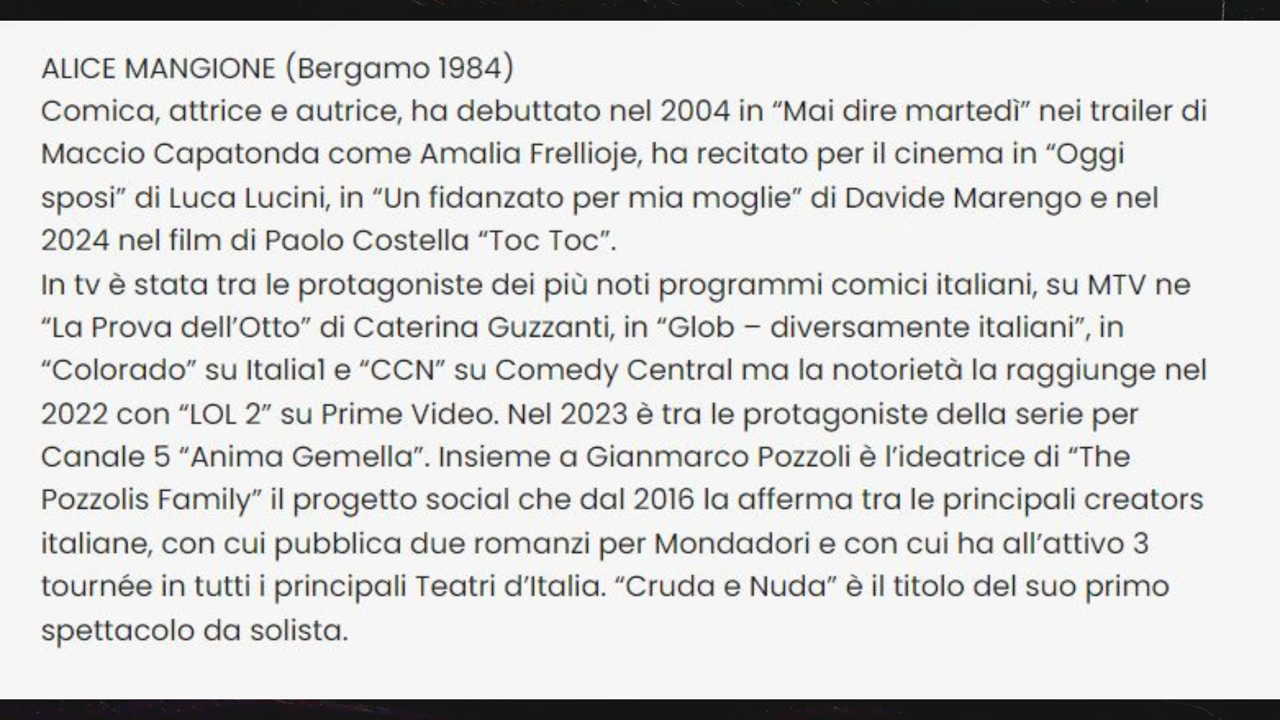 ALICE MANGIONE (Bergamo 1984)
Comica, attrice e autrice, ha debuttato nel 2004 in “Mai dire martedì” nei trailer di
Maccio Capatonda come Amalia Frellioje, ha recitato per il cinema in “Oggi
sposi” di Luca Lucini, in “Un fidanzato per mia moglie” di Davide Marengo e nel
2024 nel film di Paolo Costella “Toc Toc”.
In tv è stata tra le protagoniste dei più noti programmi comici italiani, su MTV ne
“La Prova dell’Otto” di Caterina Guzzanti, in “Glob – diversamente italiani”, in
“Colorado” su Italia1 e “CCN” su Comedy Central ma la notorietà la raggiunge nel
2022 con “LOL 2” su Prime Video. Nel 2023 è tra le protagoniste della serie per
Canale 5 “Anima Gemella”. Insieme a Gianmarco Pozzoli è l’ideatrice di “The
Pozzolis Family” il progetto social che dal 2016 la afferma tra le principali creators
italiane, con cui pubblica due romanzi per Mondadori e con cui ha all’attivo 3
tournée in tutti i principali Teatri d’Italia. “Cruda e Nuda” è il titolo del suo primo
spettacolo da solista.